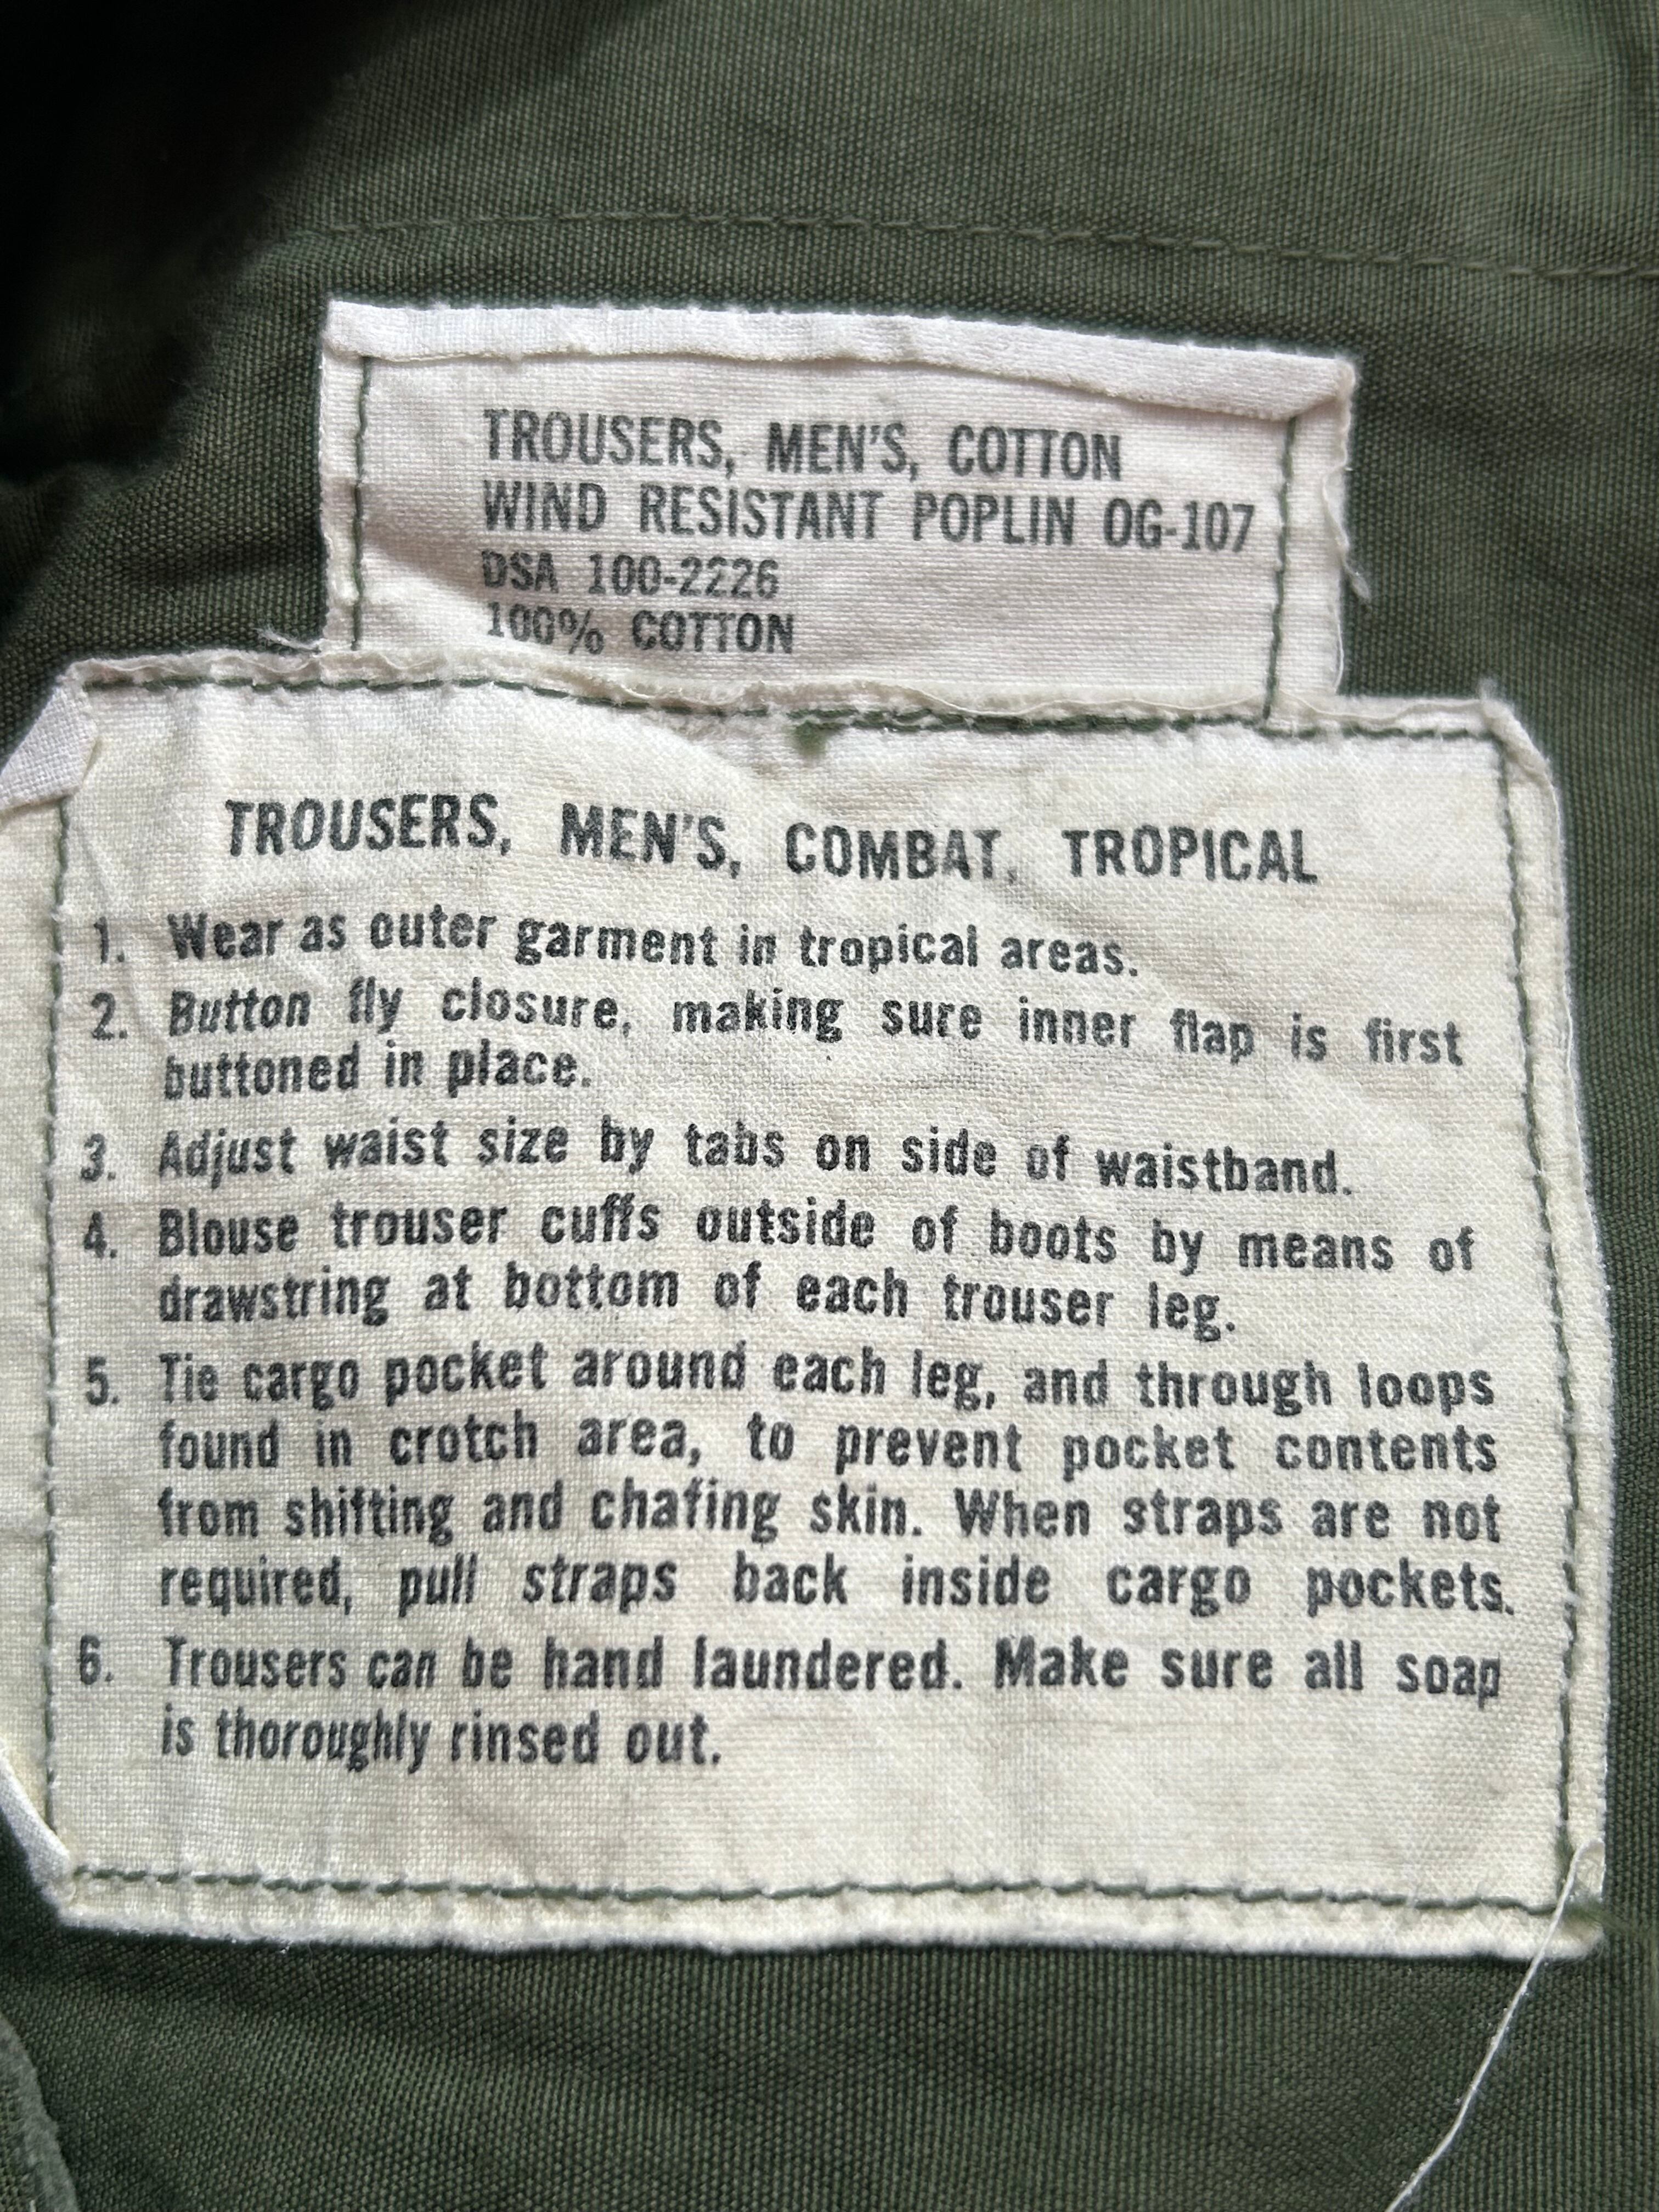 TROUSERS, MEN'S, COTTON
WIND RESISTANT POPLIN OG-107
DSA 100-2226
100% COTTON
TROUSERS, MEN'S, COMBAT, TROPICAL
1. Wear as outer garment in tropical areas.
2. Button fly closure, making sure inner flap is first
buttoned in place.
3. Adjust waist size by tabs on side of waistband.
4. Blouse trouser cuffs outside of boots by means of
drawstring at bottom of each trouser leg.
5. Tie cargo pocket around each leg, and through loops
found in crotch area, to prevent pocket contents
from shifting and chafing skin. When straps are not
required, pull straps back inside cargo pockets.
6. Trousers can be hand laundered. Make sure all soap
is thoroughly rinsed out.